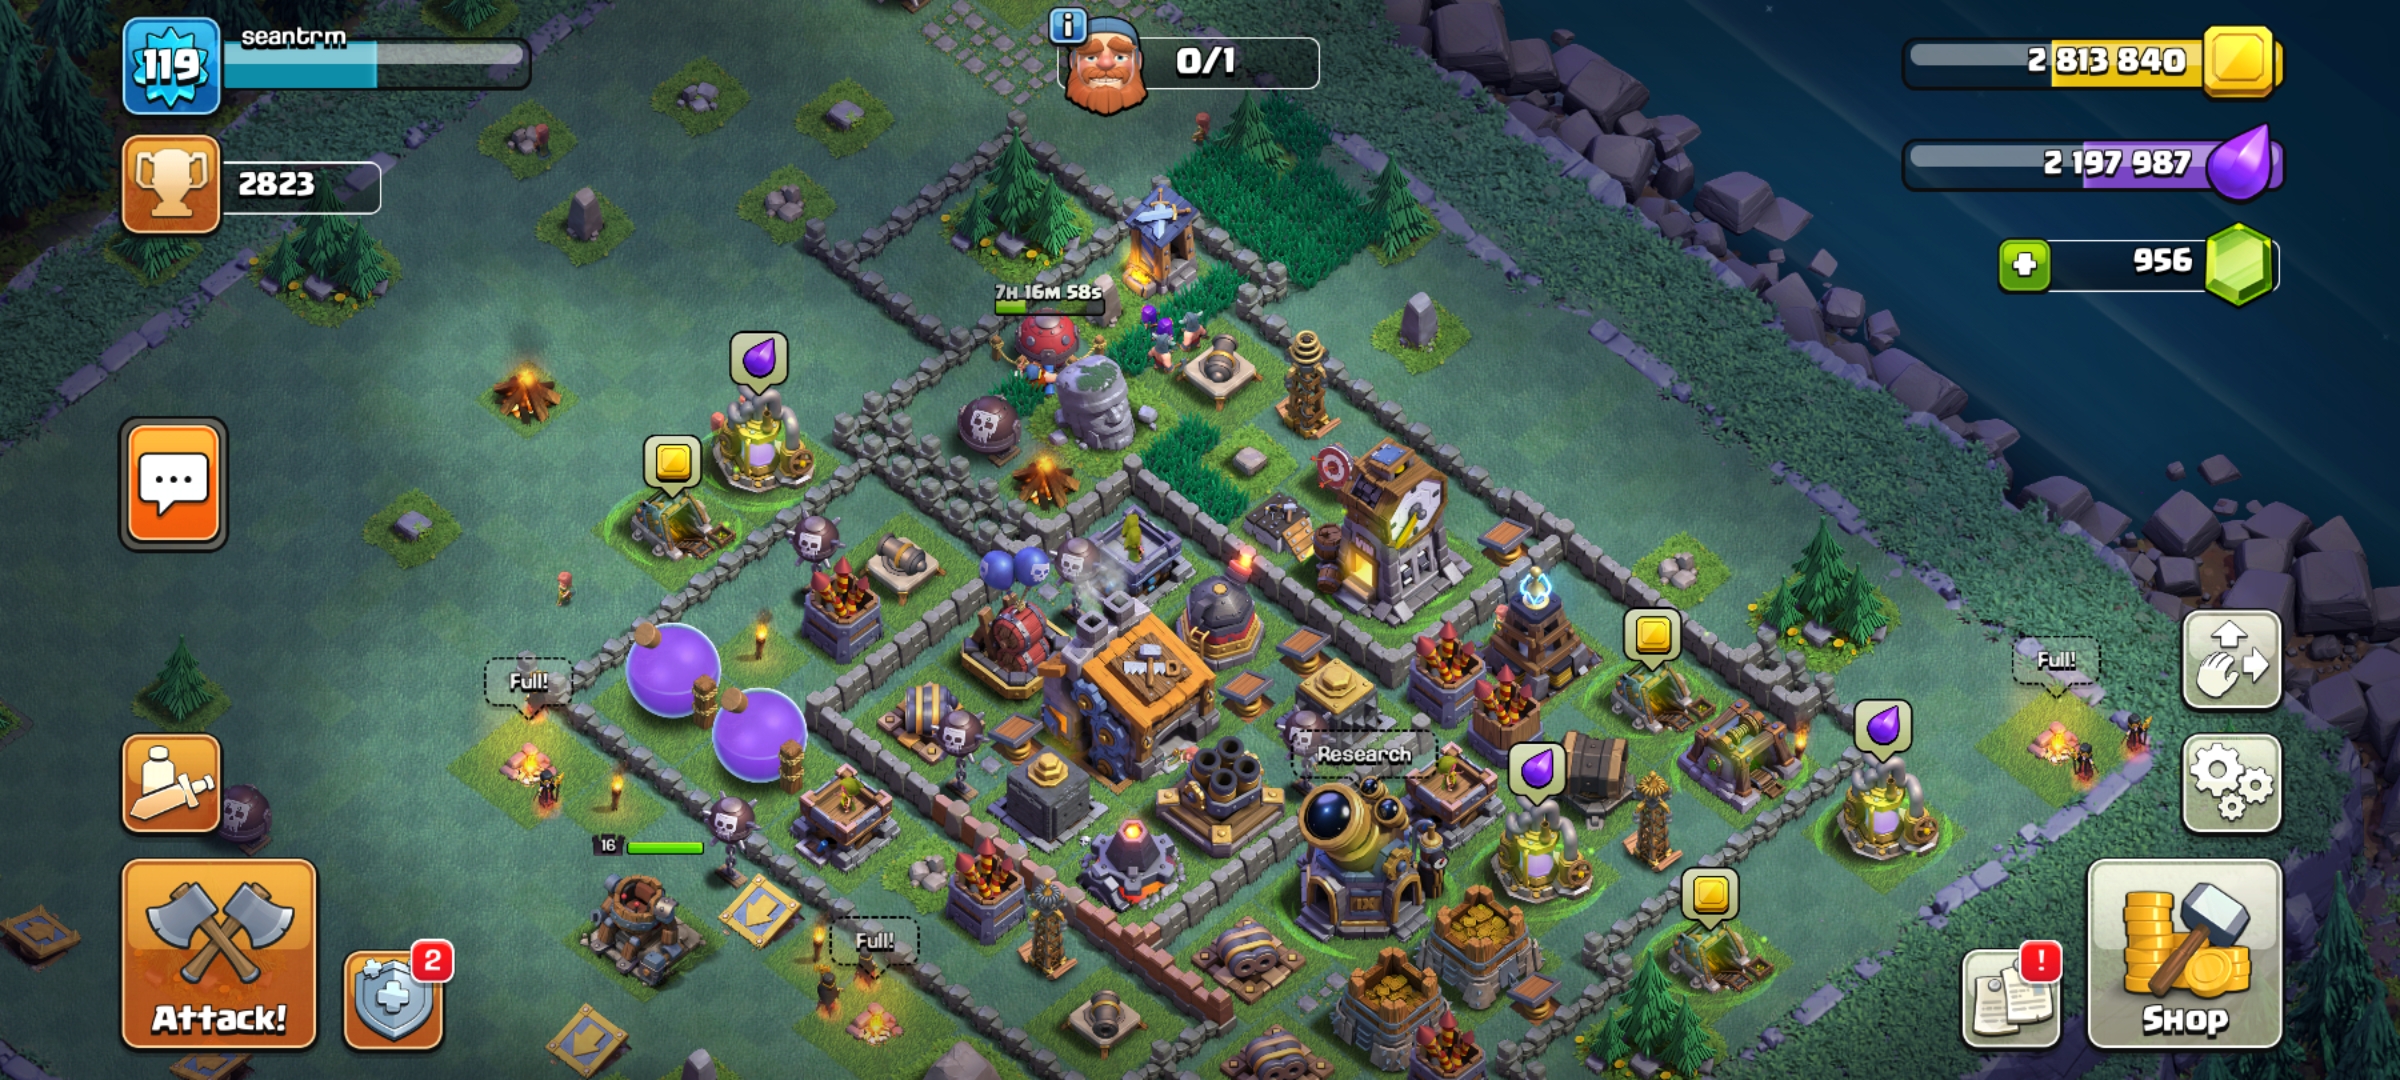 119
seantrm
i
0/1
2 813 840
2823
2 197 987
956
7H 16M 58s
Full!
Full!
Research
16
Full!
2
!
Attack!
Shop